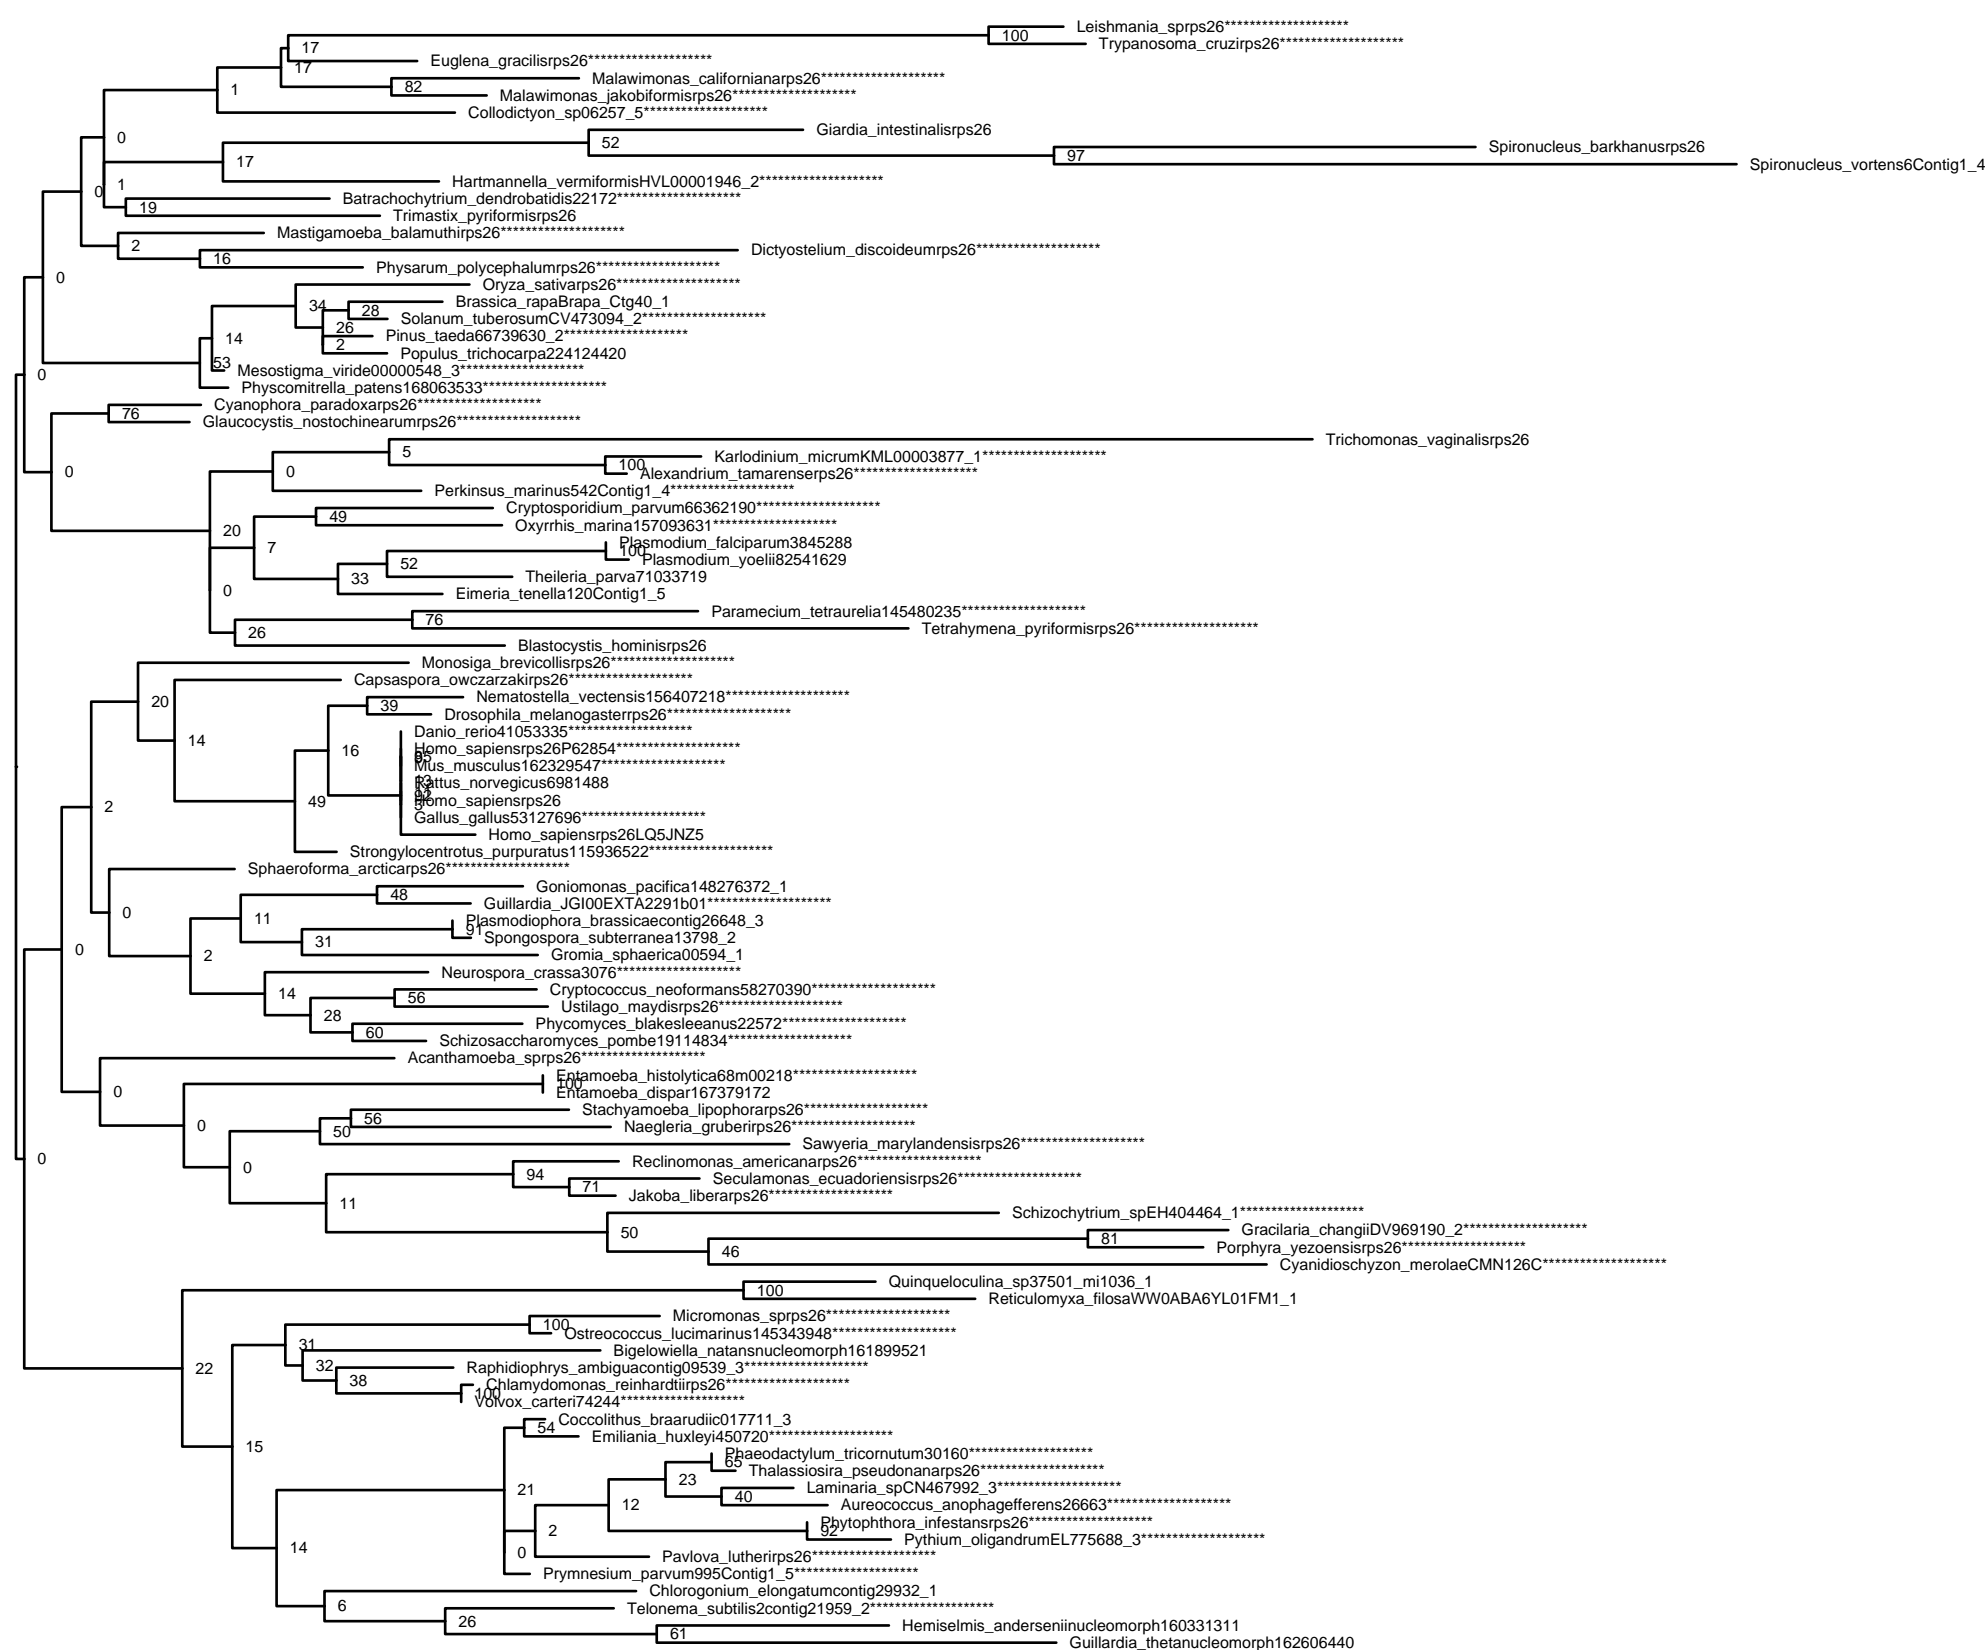 Leishmania_sprps26********************
100
Trypanosoma_cruzirps26********************
17
Euglena_gracilisrps26********************
17
Malawimonas_californianarps26********************
82
1
Malawimonas_jakobiformisrps26********************
Collodictyon_sp06257_5********************
Giardia_intestinalisrps26
0
52
Spironucleus_barkhanusrps26
97
17
Spironucleus_vortens6Contig1_4
Hartmannella_vermiformisHVL00001946_2********************
1
0
Batrachochytrium_dendrobatidis22172********************
19
Trimastix_pyriformisrps26
Mastigamoeba_balamuthirps26********************
2
Dictyostelium_discoideumrps26********************
16
Physarum_polycephalumrps26********************
0
Oryza_sativarps26********************
34
Brassica_rapaBrapa_Ctg40_1
28
Solanum_tuberosumCV473094_2********************
26
Pinus_taeda66739630_2********************
14
2
Populus_trichocarpa224124420
53
Mesostigma_viride00000548_3********************
0
Physcomitrella_patens168063533********************
Cyanophora_paradoxarps26********************
76
Glaucocystis_nostochinearumrps26********************
Trichomonas_vaginalisrps26
5
Karlodinium_micrumKML00003877_1********************
100
0
0
Alexandrium_tamarenserps26********************
Perkinsus_marinus542Contig1_4********************
Cryptosporidium_parvum66362190********************
49
Oxyrrhis_marina157093631********************
20
Plasmodium_falciparum3845288
7
100
Plasmodium_yoelii82541629
52
33
Theileria_parva71033719
0
Eimeria_tenella120Contig1_5
Paramecium_tetraurelia145480235********************
76
Tetrahymena_pyriformisrps26********************
26
Blastocystis_hominisrps26
Monosiga_brevicollisrps26********************
Capsaspora_owczarzakirps26********************
20
Nematostella_vectensis156407218********************
39
Drosophila_melanogasterrps26********************
14
Danio_rerio41053335********************
16
Homo_sapiensrps26P62854********************
Mus_musculus162329547********************
Rattus_norvegicus6981488
49
Homo_sapiensrps26
2
Gallus_gallus53127696********************
Homo_sapiensrps26LQ5JNZ5
Strongylocentrotus_purpuratus115936522********************
Sphaeroforma_arcticarps26********************
Goniomonas_pacifica148276372_1
48
Guillardia_JGI00EXTA2291b01********************
0
11
Plasmodiophora_brassicaecontig26648_3
91
Spongospora_subterranea13798_2
31
0
2
Gromia_sphaerica00594_1
Neurospora_crassa3076********************
14
Cryptococcus_neoformans58270390********************
56
Ustilago_maydisrps26********************
28
Phycomyces_blakesleeanus22572********************
60
Schizosaccharomyces_pombe19114834********************
Acanthamoeba_sprps26********************
Entamoeba_histolytica68m00218********************
100
0
Entamoeba_dispar167379172
Stachyamoeba_lipophorarps26********************
56
0
Naegleria_gruberirps26********************
50
Sawyeria_marylandensisrps26********************
0
Reclinomonas_americanarps26********************
0
94
Seculamonas_ecuadoriensisrps26********************
71
Jakoba_liberarps26********************
11
Schizochytrium_spEH404464_1********************
50
Gracilaria_changiiDV969190_2********************
81
Porphyra_yezoensisrps26********************
46
Cyanidioschyzon_merolaeCMN126C********************
Quinqueloculina_sp37501_mi1036_1
100
Reticulomyxa_filosaWW0ABA6YL01FM1_1
Micromonas_sprps26********************
100
Ostreococcus_lucimarinus145343948********************
31
Bigelowiella_natansnucleomorph161899521
32
22
Raphidiophrys_ambiguacontig09539_3********************
38
Chlamydomonas_reinhardtiirps26********************
100
Volvox_carteri74244********************
Coccolithus_braarudiic017711_3
54
Emiliania_huxleyi450720********************
15
Phaeodactylum_tricornutum30160********************
65
Thalassiosira_pseudonanarps26********************
23
21
Laminaria_spCN467992_3********************
40
12
Aureococcus_anophagefferens26663********************
Phytophthora_infestansrps26********************
92
2
Pythium_oligandrumEL775688_3********************
14
0
Pavlova_lutherirps26********************
Prymnesium_parvum995Contig1_5********************
Chlorogonium_elongatumcontig29932_1
6
Telonema_subtilis2contig21959_2********************
26
Hemiselmis_anderseniinucleomorph160331311
61
Guillardia_thetanucleomorph162606440